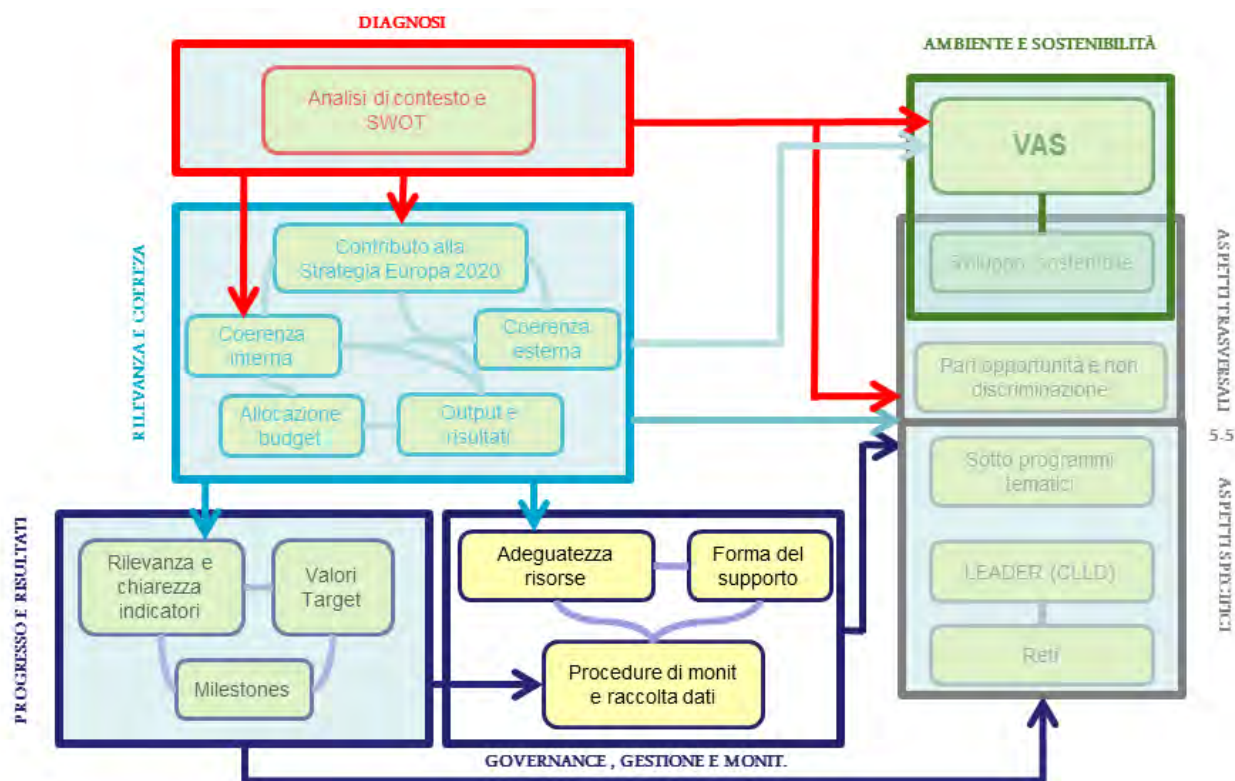 DIAGNOSI
AMBIENTE E SOSTENIBILITÀ
Analisi di contesto e
SWOT
VAS
Sviluppo sostenibile
Pari opportunità e non
discriminazione
ASPETTI TRASVERSALI
RILEVANZA E COEREZA
Contributo alla
Strategia Europa 2020
Coerenza
interna
Coerenza
esterna
Allocazione
budget
Output e
risultati
5-5
Sotto programmi
tematici
LEADER (CLLD)
Reti
ASPETTI SPECIFICI
PROGRESSO E RISULTATI
Rilevanza e
chiarezza
indicatori
Valori
Target
Milestones
Adeguatezza
risorse
Forma del
supporto
Procedure di monit
e raccolta dati
GOVERNANCE , GESTIONE E MONIT.